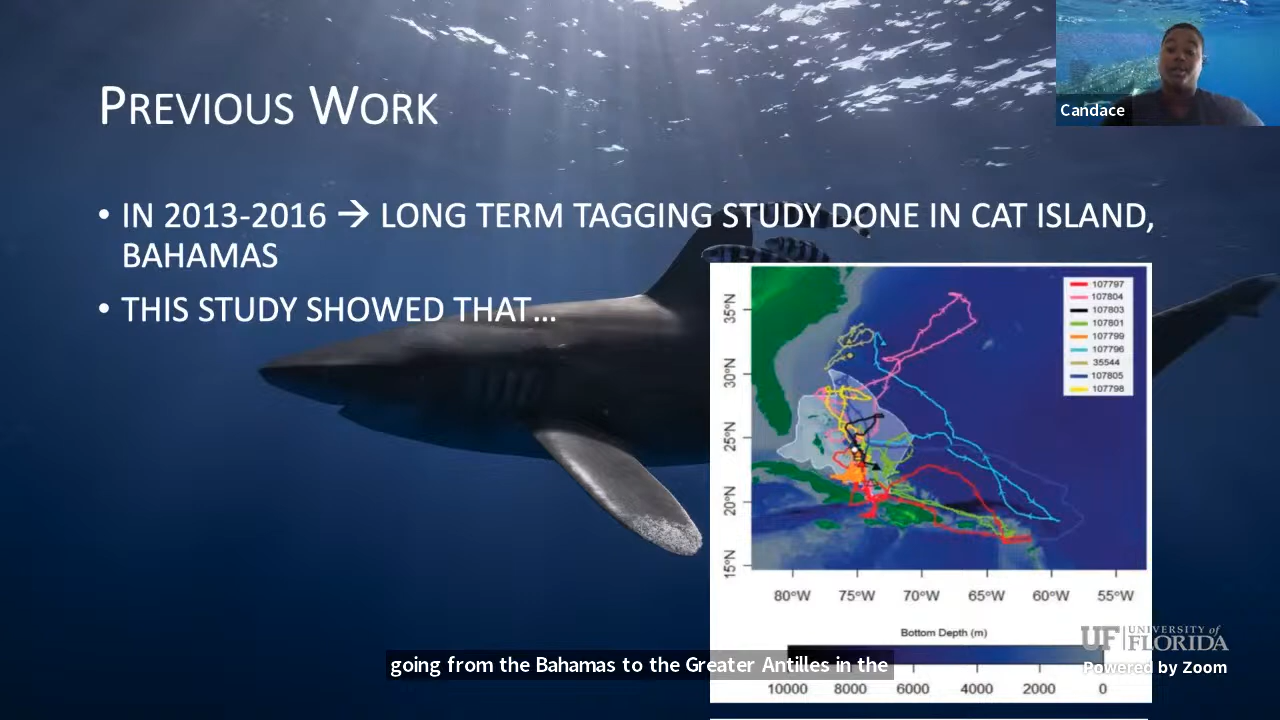 PREVIOUS WORK
Candace
• IN 2013-2016 → LONG TERM TAGGING STUDY DONE IN CAT ISLAND,
BAHAMAS
• THIS STUDY SHOWED THAT…
107797
107804
107803
107801
107799
107796
35544
107805
107798
35°N
30°N
25°N
20°N
15°N
80°W 75°W 70°W 65°W 60°W 55°W
Bottom Depth (m)
10000 8000 6000 4000 2000 0
UF UNIVERSITY of
FLORIDA
going from the Bahamas to the Greater Antilles in the
Powered by Zoom